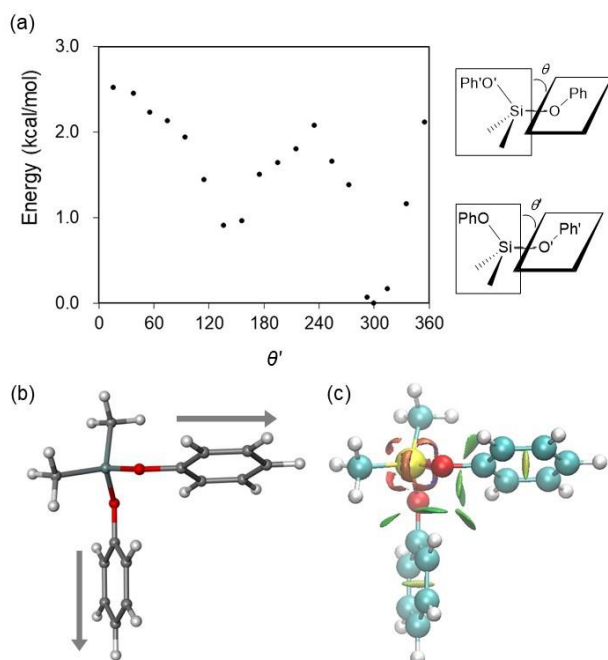 (a)
Energy (kcal/mol)
3.0
2.0
1.0
0.0
0 60 120 180 240 300 360
θ'
Ph'O' θ
Si O Ph
PhO θ'
Si O' Ph'
(b)
(c)